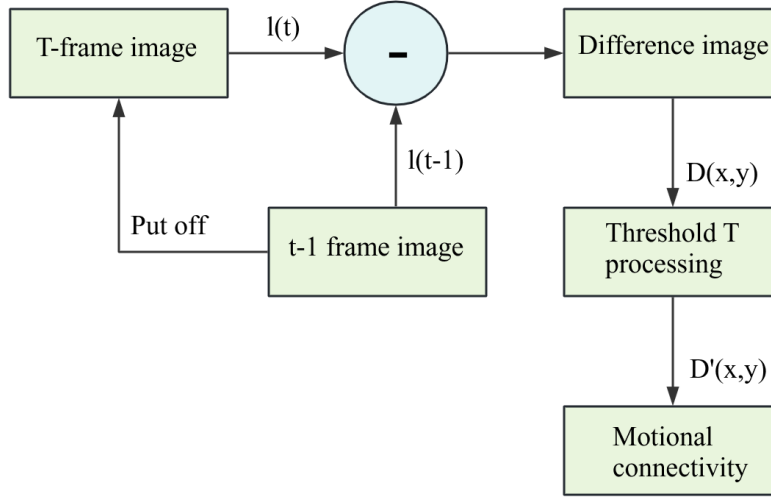 T-frame image
l(t)
-
Difference image
l(t-1)
D(x,y)
Put off
t-1 frame image
Threshold T
processing
D'(x,y)
Motional
connectivity